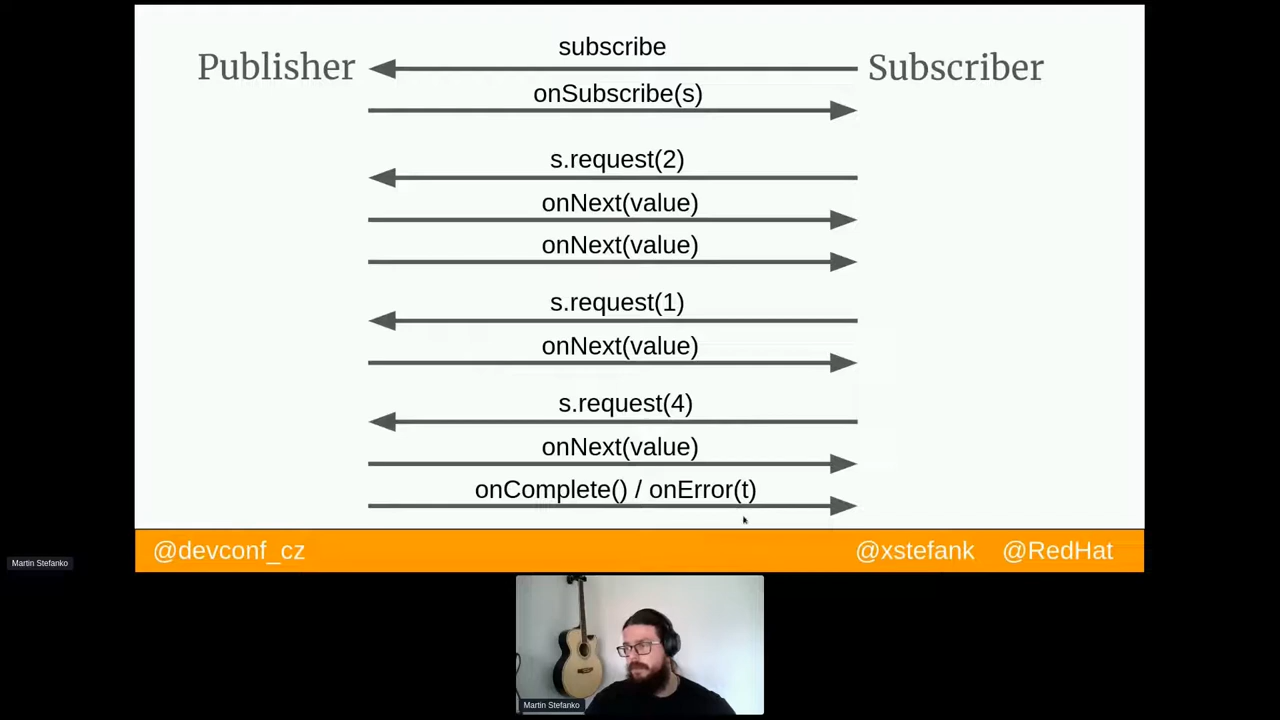 subscribe
Publisher
Subscriber
onSubscribe(s)
s.request(2)
onNext(value)
onNext(value)
s.request(1)
onNext(value)
s.request(4)
onNext(value)
onComplete() / onError(t)
@devconf_cz
@xstefank @RedHat
Martin Stefanko
Martin Stefanko